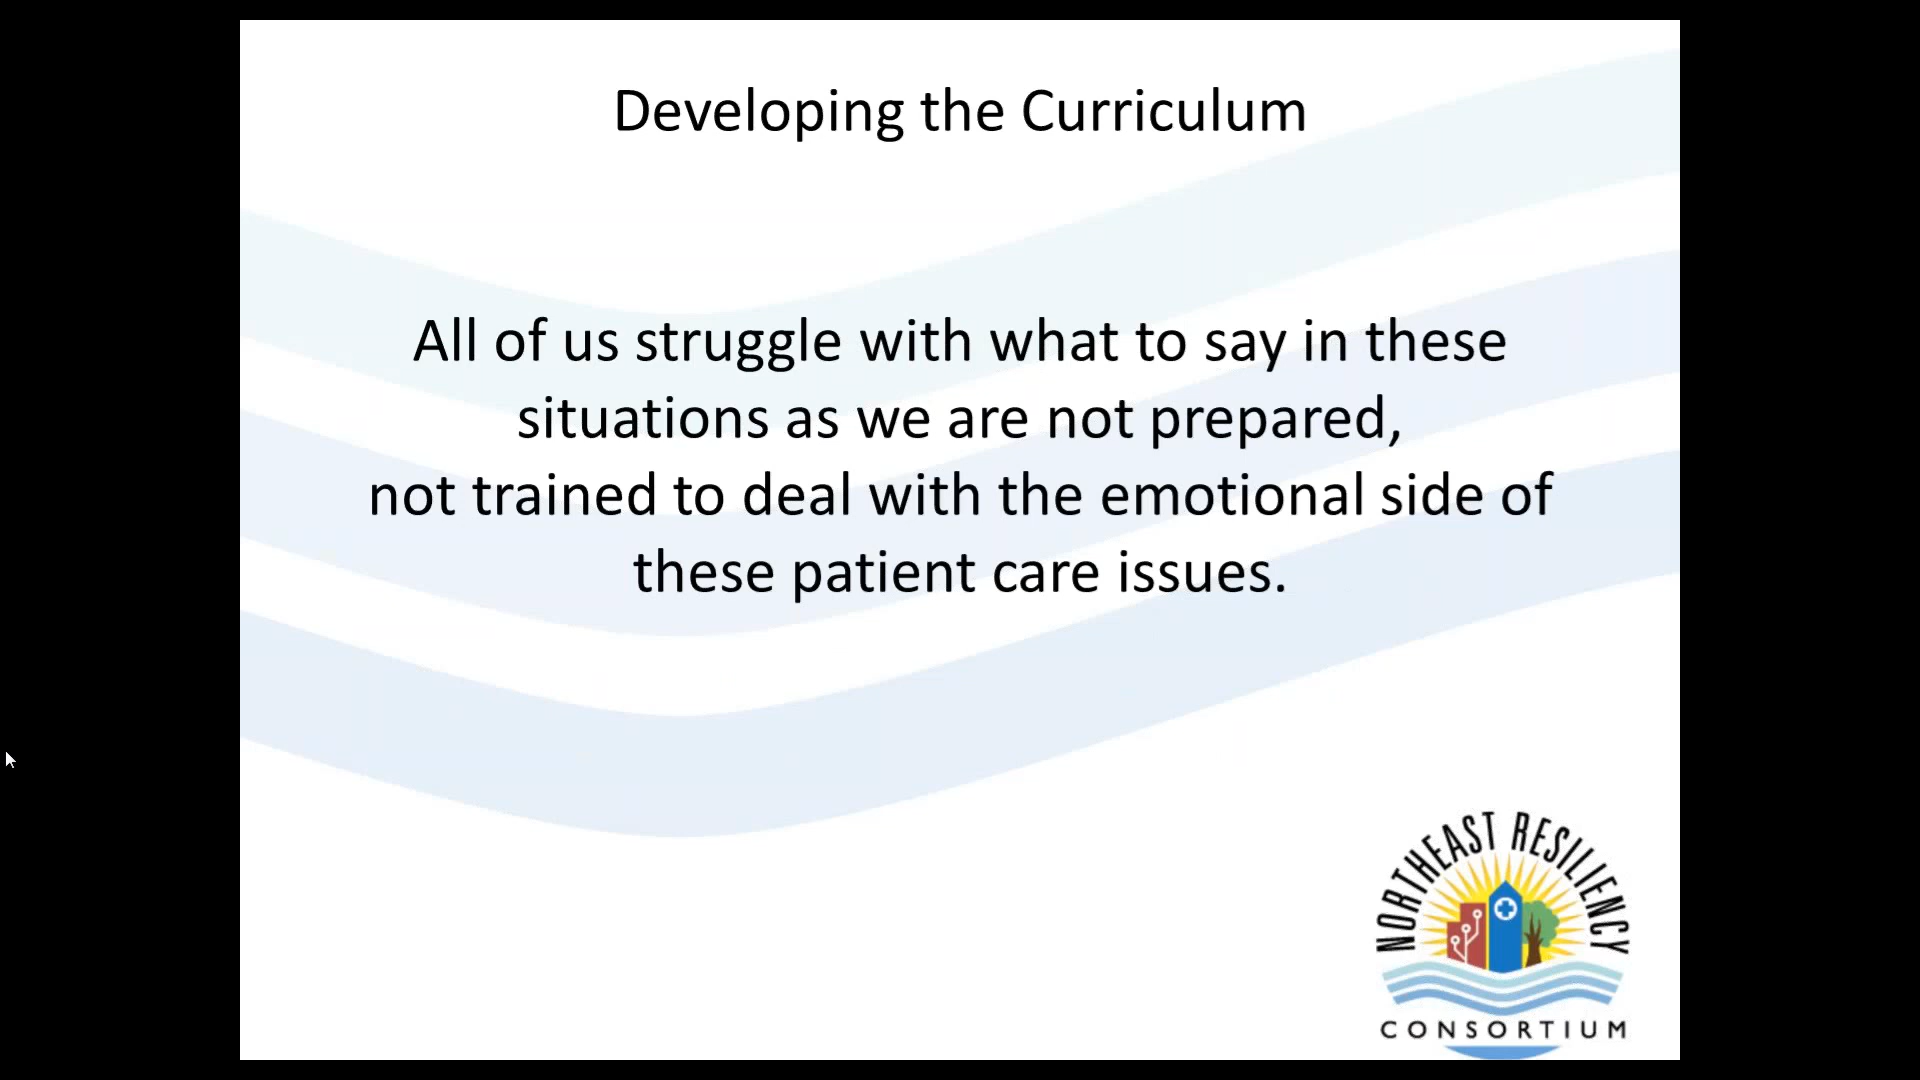 Developing the Curriculum
All of us struggle with what to say in these
situations as we are not prepared,
not trained to deal with the emotional side of
these patient care issues.
NORTHEAST RESILIENCY
CONSORTIUM